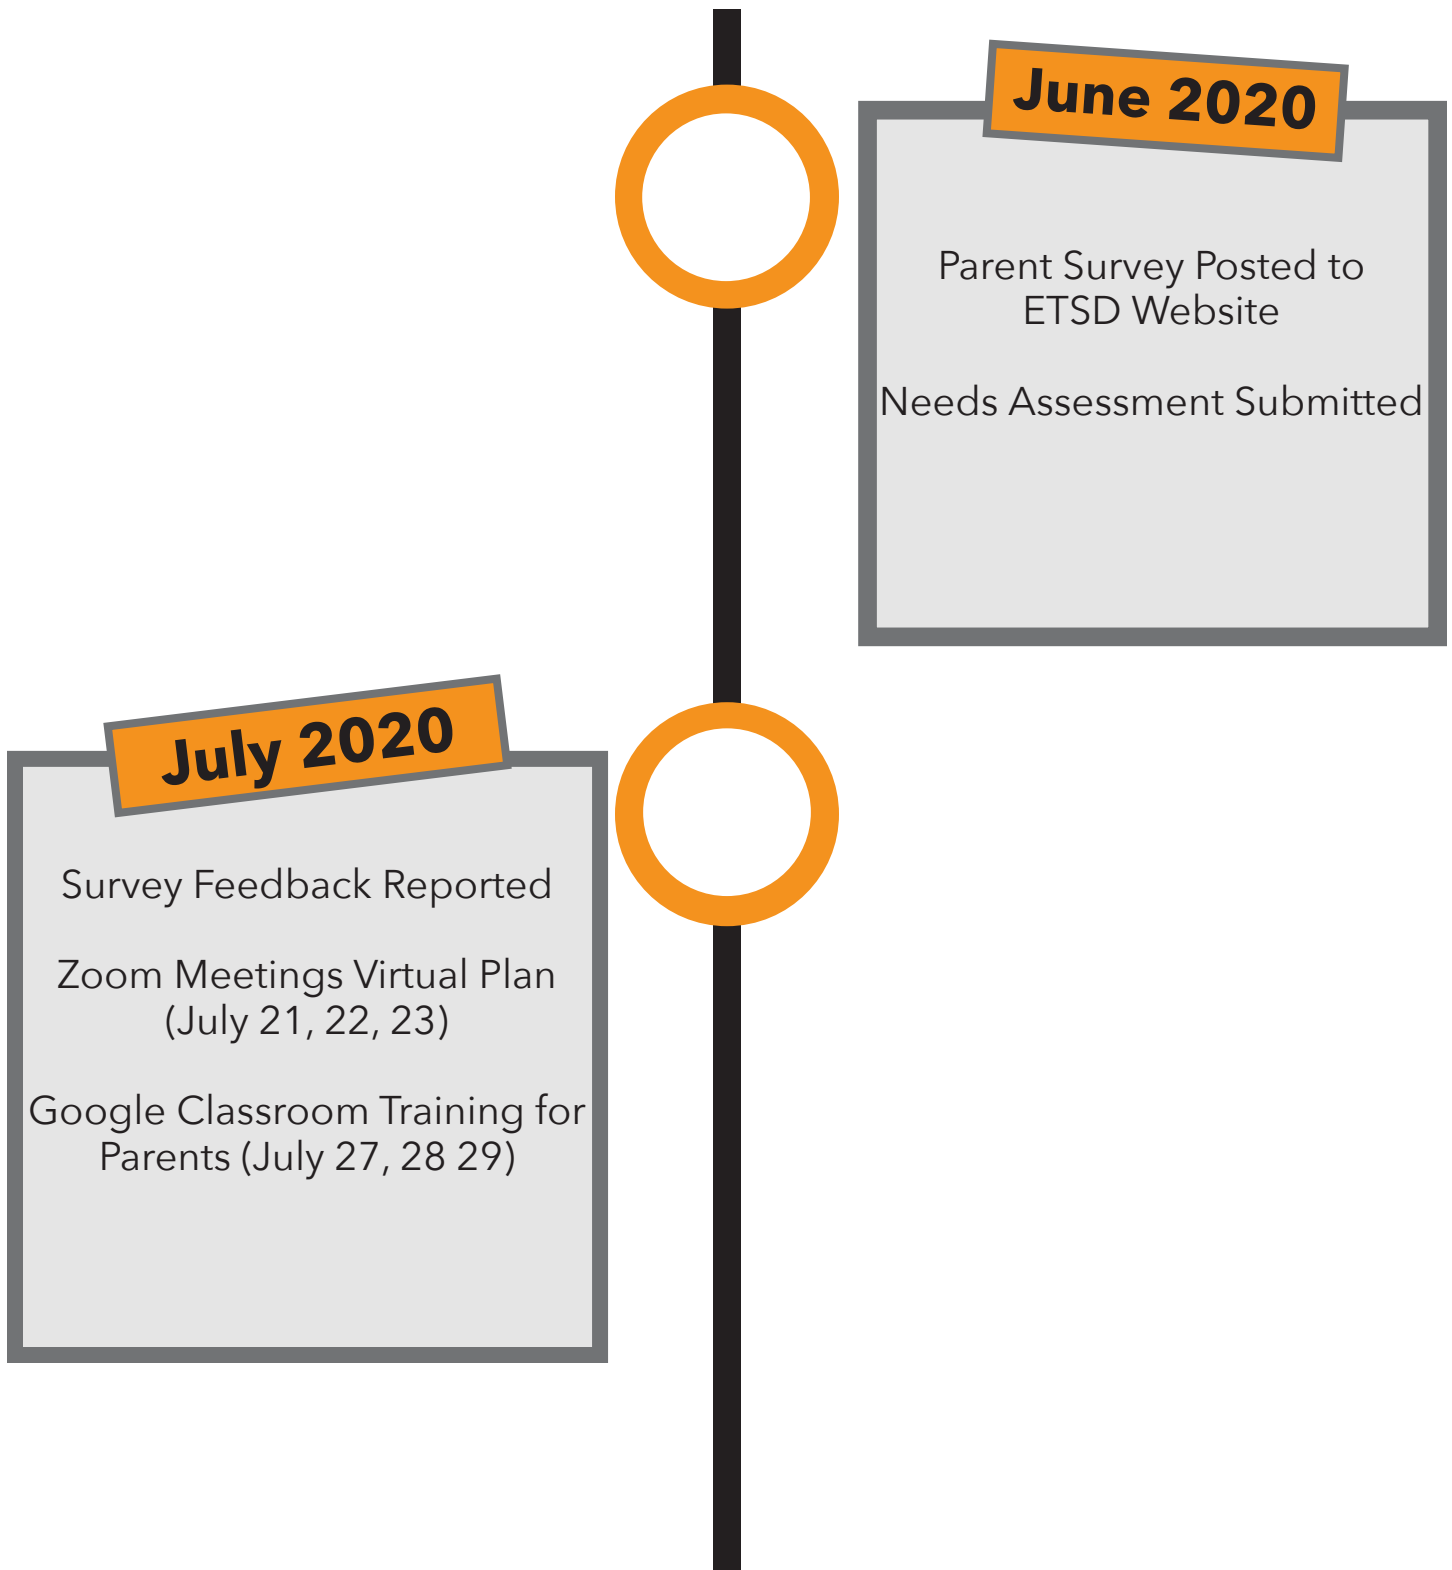 June 2020
Parent Survey Posted to
ETSD Website
Needs Assessment Submitted
July 2020
Survey Feedback Reported
Zoom Meetings Virtual Plan
(July 21, 22, 23)
Google Classroom Training for
Parents (July 27, 28 29)